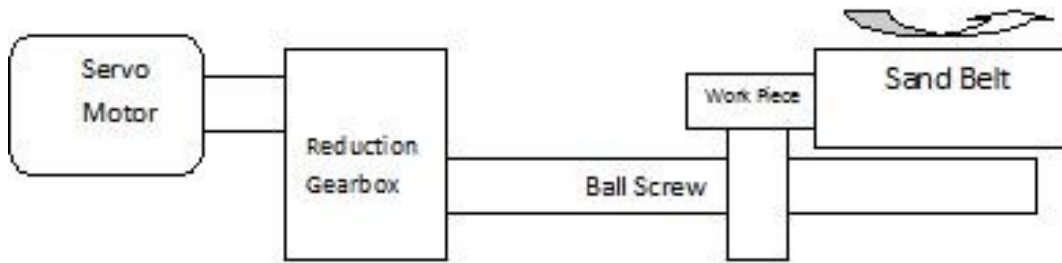 Servo
Motor
Reduction
Gearbox
Ball Screw
Work Piece
Sand Belt